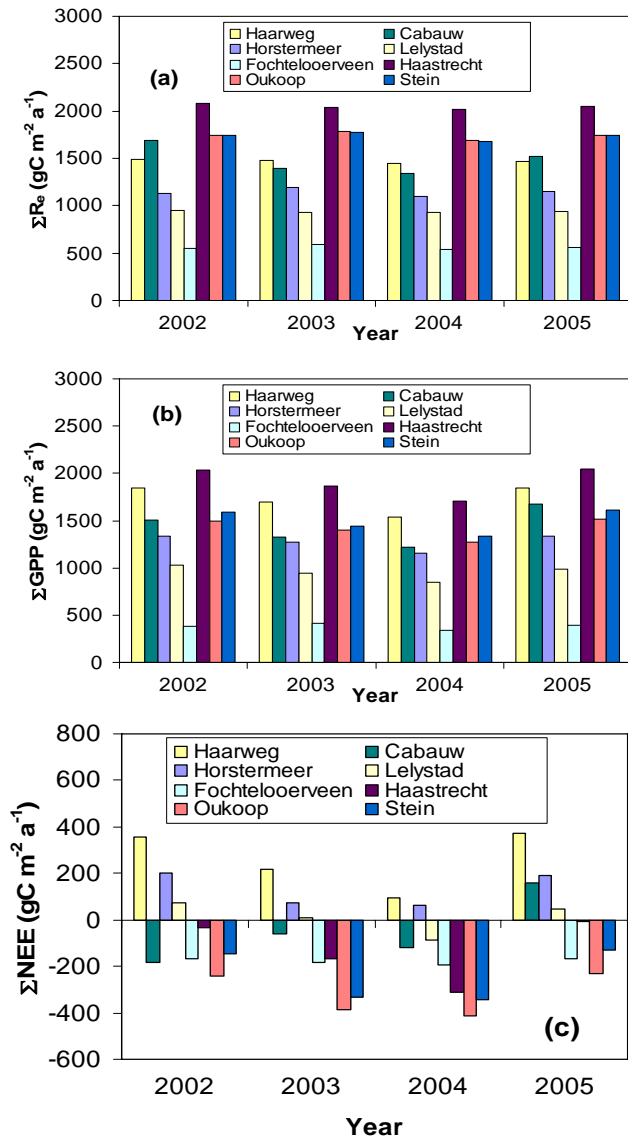 (a)
Haarweg Cabauw
Horstermeer Lelystad
Fochtelooerveen Haastrecht
Oukoop Stein
ΣRe (gC m-2 a-1)
3000
2500
2000
1500
1000
500
0
2002 2003 2004 2005
Year
(b)
Haarweg Cabauw
Horstermeer Lelystad
Fochtelooerveen Haastrecht
Oukoop Stein
ΣGPP (gC m-2 a-1)
3000
2500
2000
1500
1000
500
0
2002 2003 2004 2005
Year
Haarweg Cabauw
Horstermeer Lelystad
Fochtelooerveen Haastrecht
Oukoop Stein
ΣNEE (gC m-2 a-1)
800
600
400
200
0
-200
-400
-600
(c)
2002 2003 2004 2005
Year